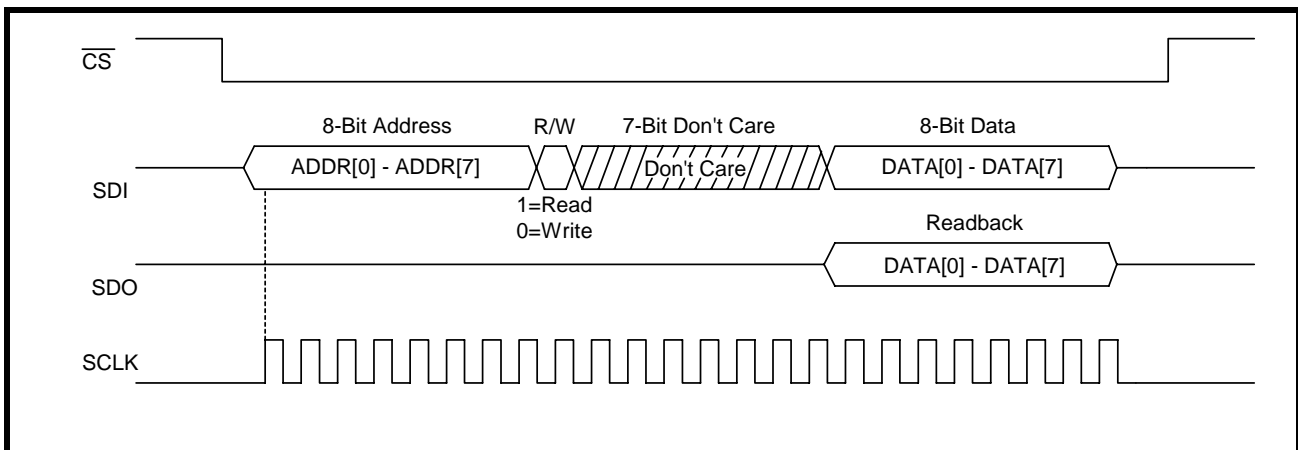 CS
8-Bit Address
R/W
7-Bit Don't Care
8-Bit Data
SDI
ADDR[0] - ADDR[7]
Don't Care
DATA[0] - DATA[7]
1=Read
0=Write
Readback
SDO
DATA[0] - DATA[7]
SCLK